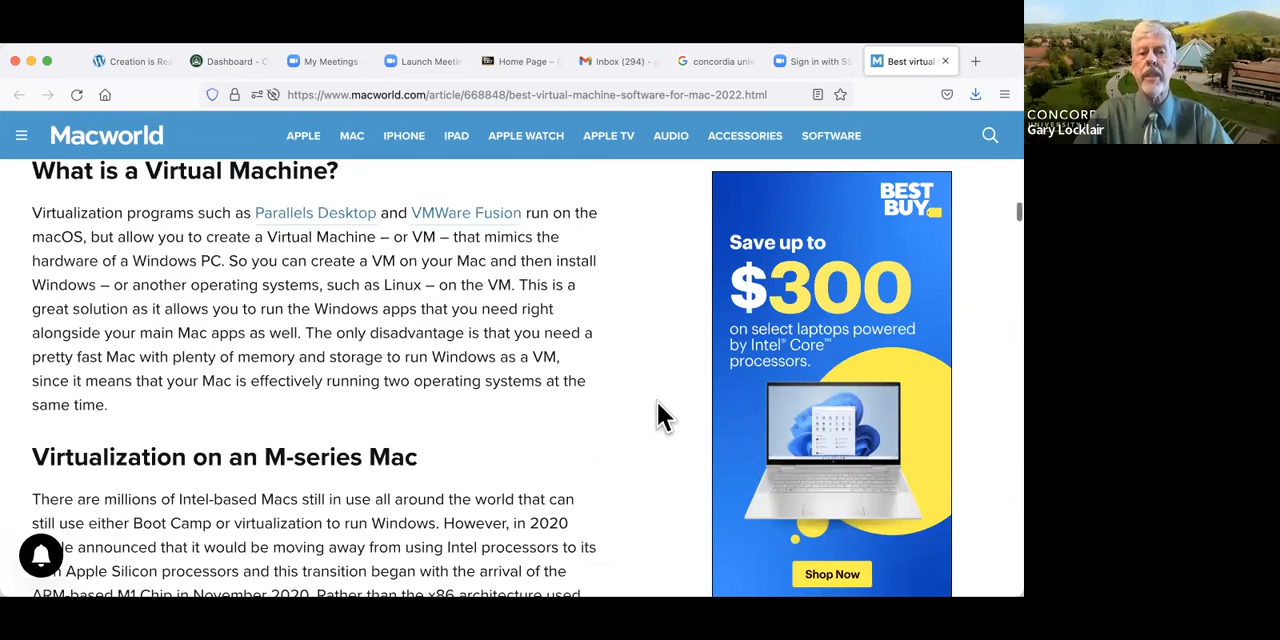 Creation is Rea
Dashboard - C
My Meetings -
Launch Meetin
Home Page - C
Inbox (294) - g
concordia univ
Sign in with SS
Best virtual
https://www.macworld.com/article/668848/best-virtual-machine-software-for-mac-2022.html
CONCOR
Gary Locklair
Macworld
APPLE MAC IPHONE IPAD APPLE WATCH APPLE TV AUDIO ACCESSORIES SOFTWARE
What is a Virtual Machine?
Virtualization programs such as Parallels Desktop and VMWare Fusion run on the
macOS, but allow you to create a Virtual Machine – or VM – that mimics the
hardware of a Windows PC. So you can create a VM on your Mac and then install
Windows – or another operating systems, such as Linux – on the VM. This is a
great solution as it allows you to run the Windows apps that you need right
alongside your main Mac apps as well. The only disadvantage is that you need a
pretty fast Mac with plenty of memory and storage to run Windows as a VM,
since it means that your Mac is effectively running two operating systems at the
same time.
Virtualization on an M-series Mac
There are millions of Intel-based Macs still in use all around the world that can
still use either Boot Camp or virtualization to run Windows. However, in 2020
le announced that it would be moving away from using Intel processors to its
n Apple Silicon processors and this transition began with the arrival of the
ARM-based M1 Chip in November 2020. Rather than the x86 architecture used
BEST
BUY
Save up to
$300
on select laptops powered
by Intel® Core™
processors.
Shop Now